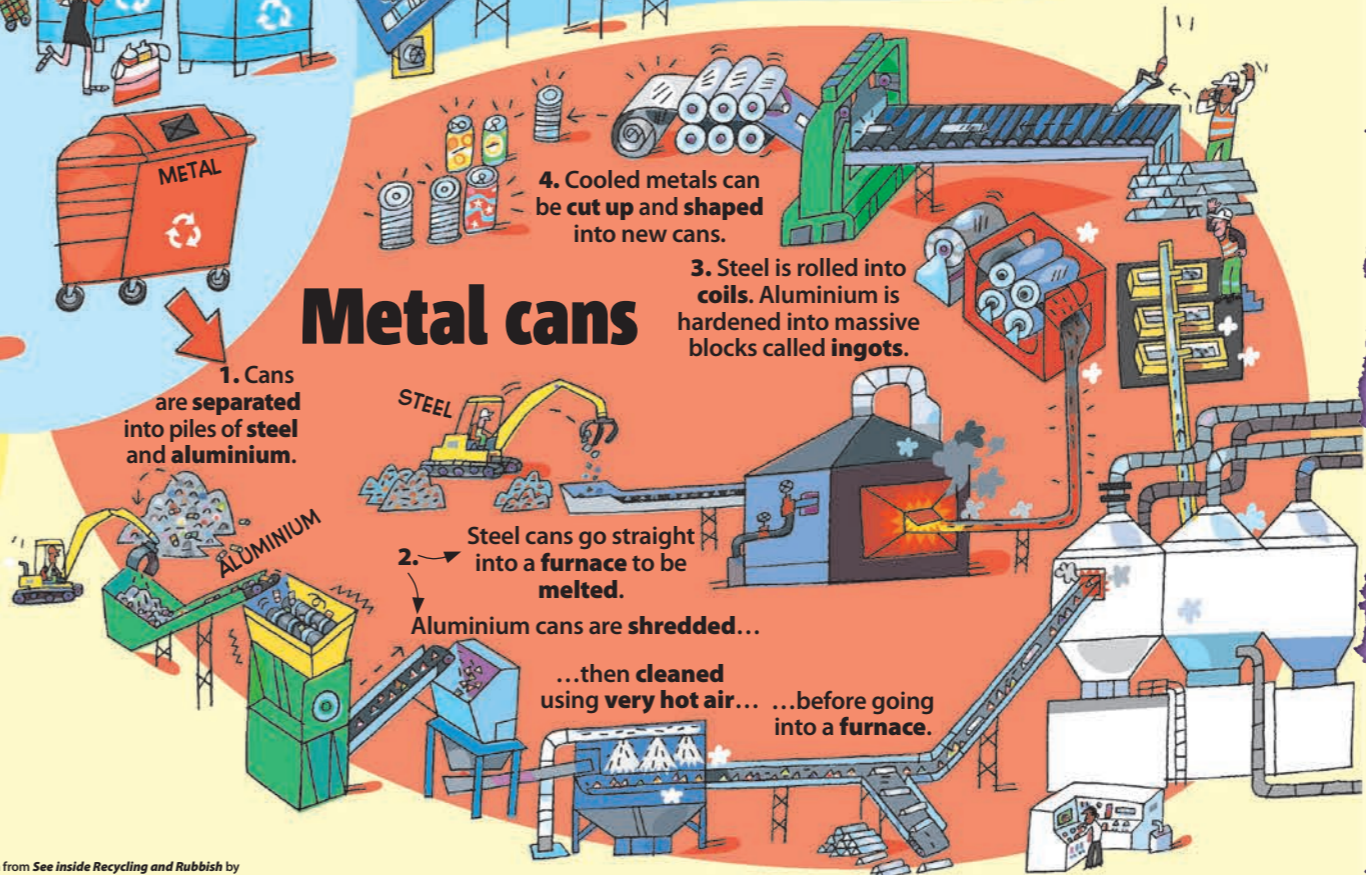 METAL
Metal cans
1. Cans
are separated
into piles of steel
and aluminium.
ALUMINIUM
STEEL
2.
Steel cans go straight
into a furnace to be
melted.
Aluminium cans are shredded…
…then cleaned
using very hot air…
…before going
into a furnace.
3. Steel is rolled into
coils. Aluminium is
hardened into massive
blocks called ingots.
4. Cooled metals can
be cut up and shaped
into new cans.
from See inside Recycling and Rubbish by